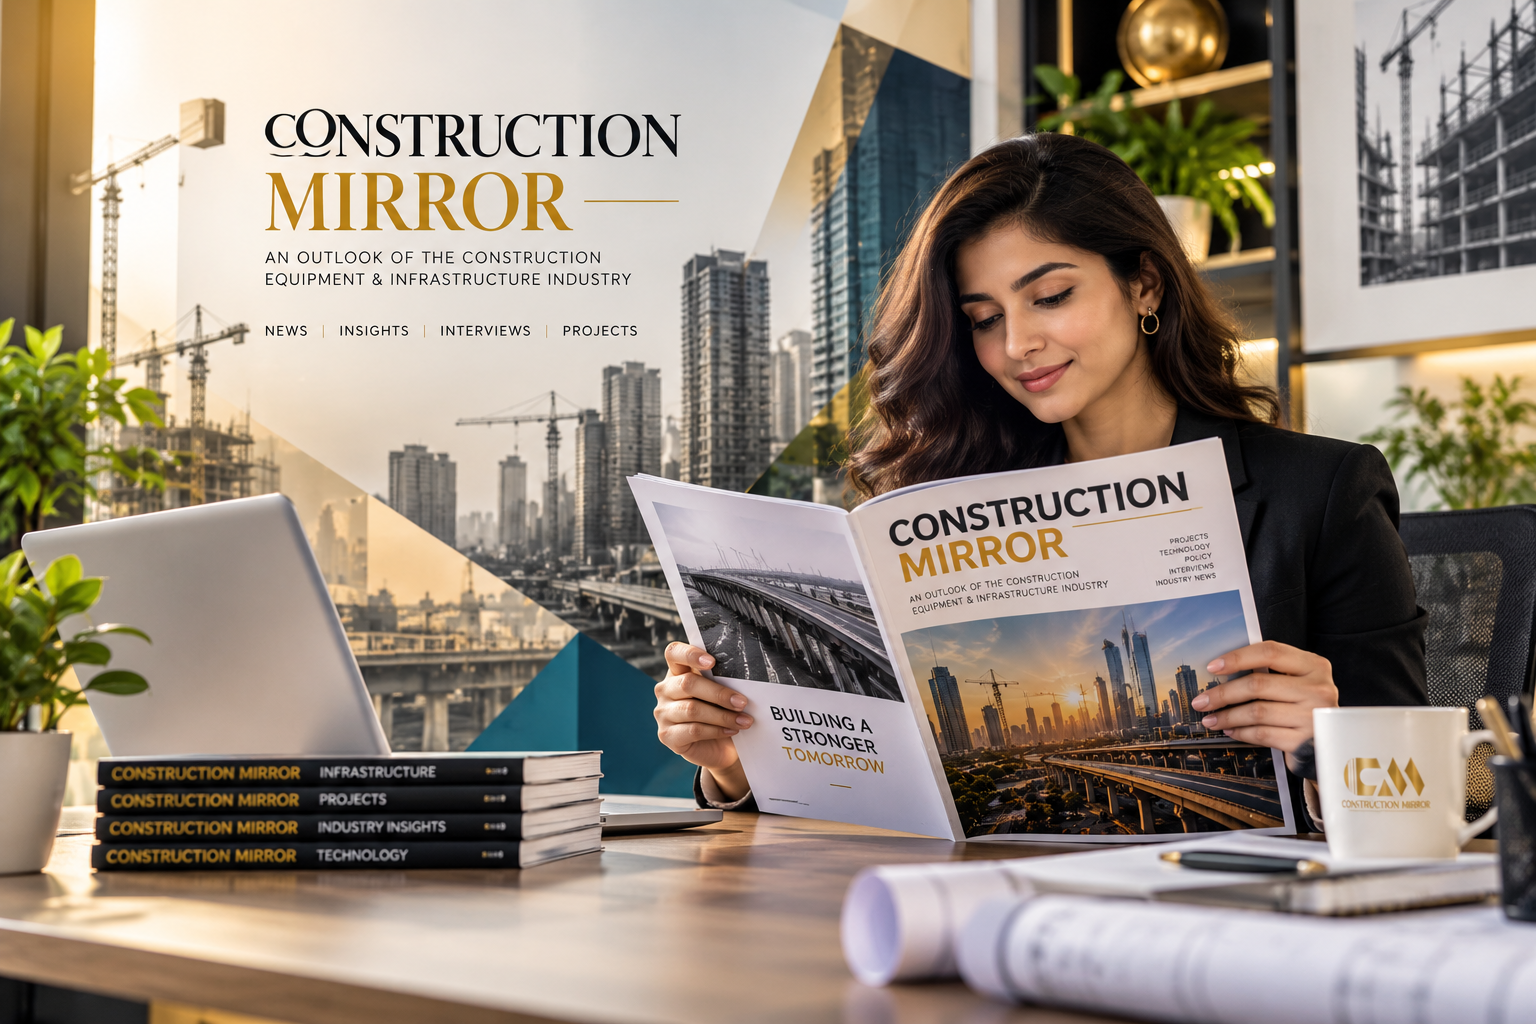 CONSTRUCTION
MIRROR
AN OUTLOOK OF THE CONSTRUCTION
EQUIPMENT & INFRASTRUCTURE INDUSTRY
NEWS | INSIGHTS | INTERVIEWS | PROJECTS
CONSTRUCTION
MIRROR
AN OUTLOOK OF THE CONSTRUCTION
EQUIPMENT & INFRASTRUCTURE INDUSTRY
PROJECTS
TECHNOLOGY
POLICY
INTERVIEWS
INDUSTRY NEWS
BUILDING A
STRONGER
TOMORROW
CONSTRUCTION MIRROR INFRASTRUCTURE
CONSTRUCTION MIRROR PROJECTS
CONSTRUCTION MIRROR INDUSTRY INSIGHTS
CONSTRUCTION MIRROR TECHNOLOGY
CM
CONSTRUCTION MIRROR